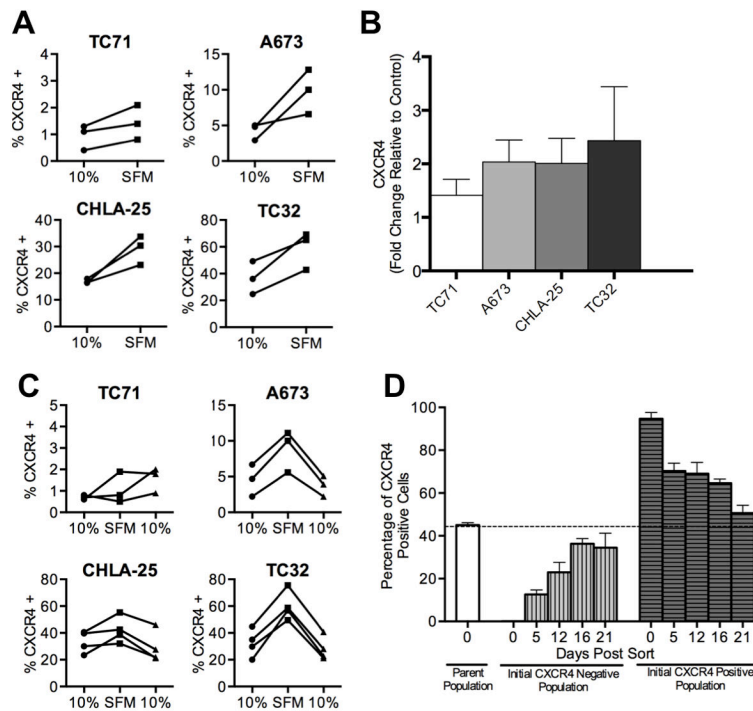 A
TC71
% CXCR4 +
4
3
2
1
0
10% SFM
A673
% CXCR4 +
15
10
5
0
10% SFM
CHLA-25
% CXCR4 +
40
30
20
10
0
10% SFM
TC32
% CXCR4 +
80
60
40
20
0
10% SFM
B
CXCR4
(Fold Change Relative to Control)
4
3
2
1
0
TC71 A673 CHLA-25 TC32
C
TC71
% CXCR4 +
5
4
3
2
1
0
10% SFM 10%
A673
% CXCR4 +
15
10
5
0
10% SFM 10%
CHLA-25
% CXCR4 +
80
60
40
20
0
10% SFM 10%
TC32
% CXCR4 +
80
60
40
20
0
10% SFM 10%
D
Percentage of CXCR4
Positive Cells
100
80
60
40
20
0
0 0 5 12 16 21 0 5 12 16 21
Days Post Sort
Parent
Population
Initial CXCR4 Negative
Population
Initial CXCR4 Positive
Population